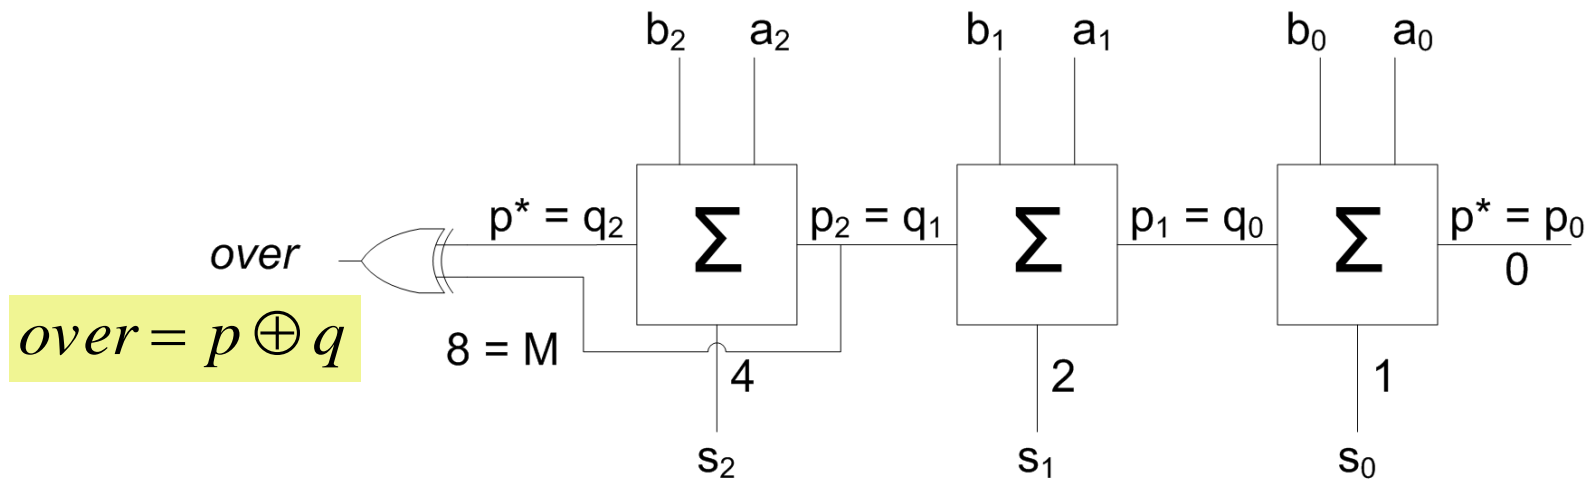 b₂ a₂ b₁ a₁ b₀ a₀
p* = q₂ Σ p₂ = q₁ Σ p₁ = q₀ Σ p* = p₀
over 0
over = p ⊕ q
8 = M 4 2 1
s₂ s₁ s₀